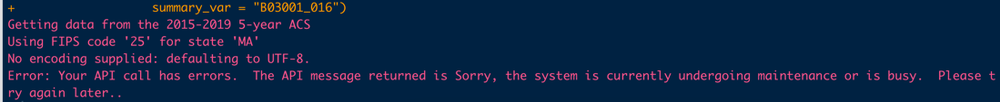 +                  summary_var = "B03001_016")
Getting data from the 2015-2019 5-year ACS
Using FIPS code '25' for state 'MA'
No encoding supplied: defaulting to UTF-8.
Error: Your API call has errors.  The API message returned is Sorry, the system is currently undergoing maintenance or is busy.  Please t
ry again later..